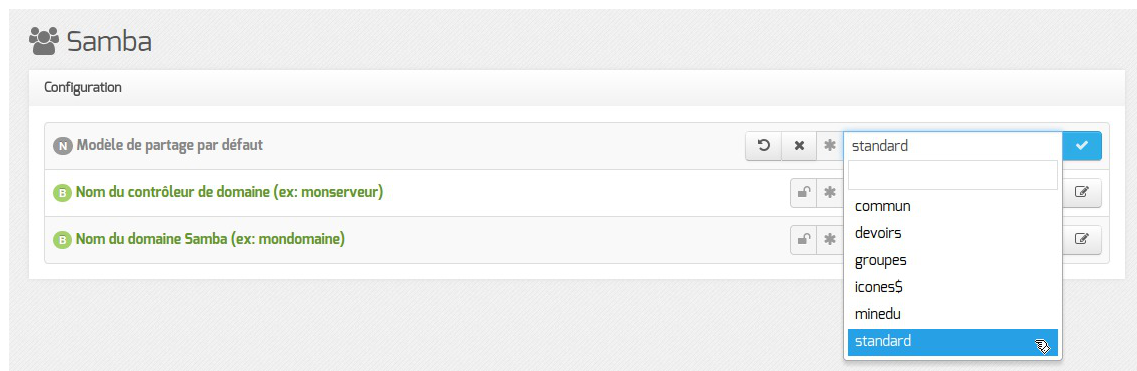 Samba
Configuration
N Modèle de partage par défaut
standard
B Nom du contrôleur de domaine (ex: monserveur)
commun
devoirs
B Nom du domaine Samba (ex: mondomaine)
groupes
icones$
minedu
standard